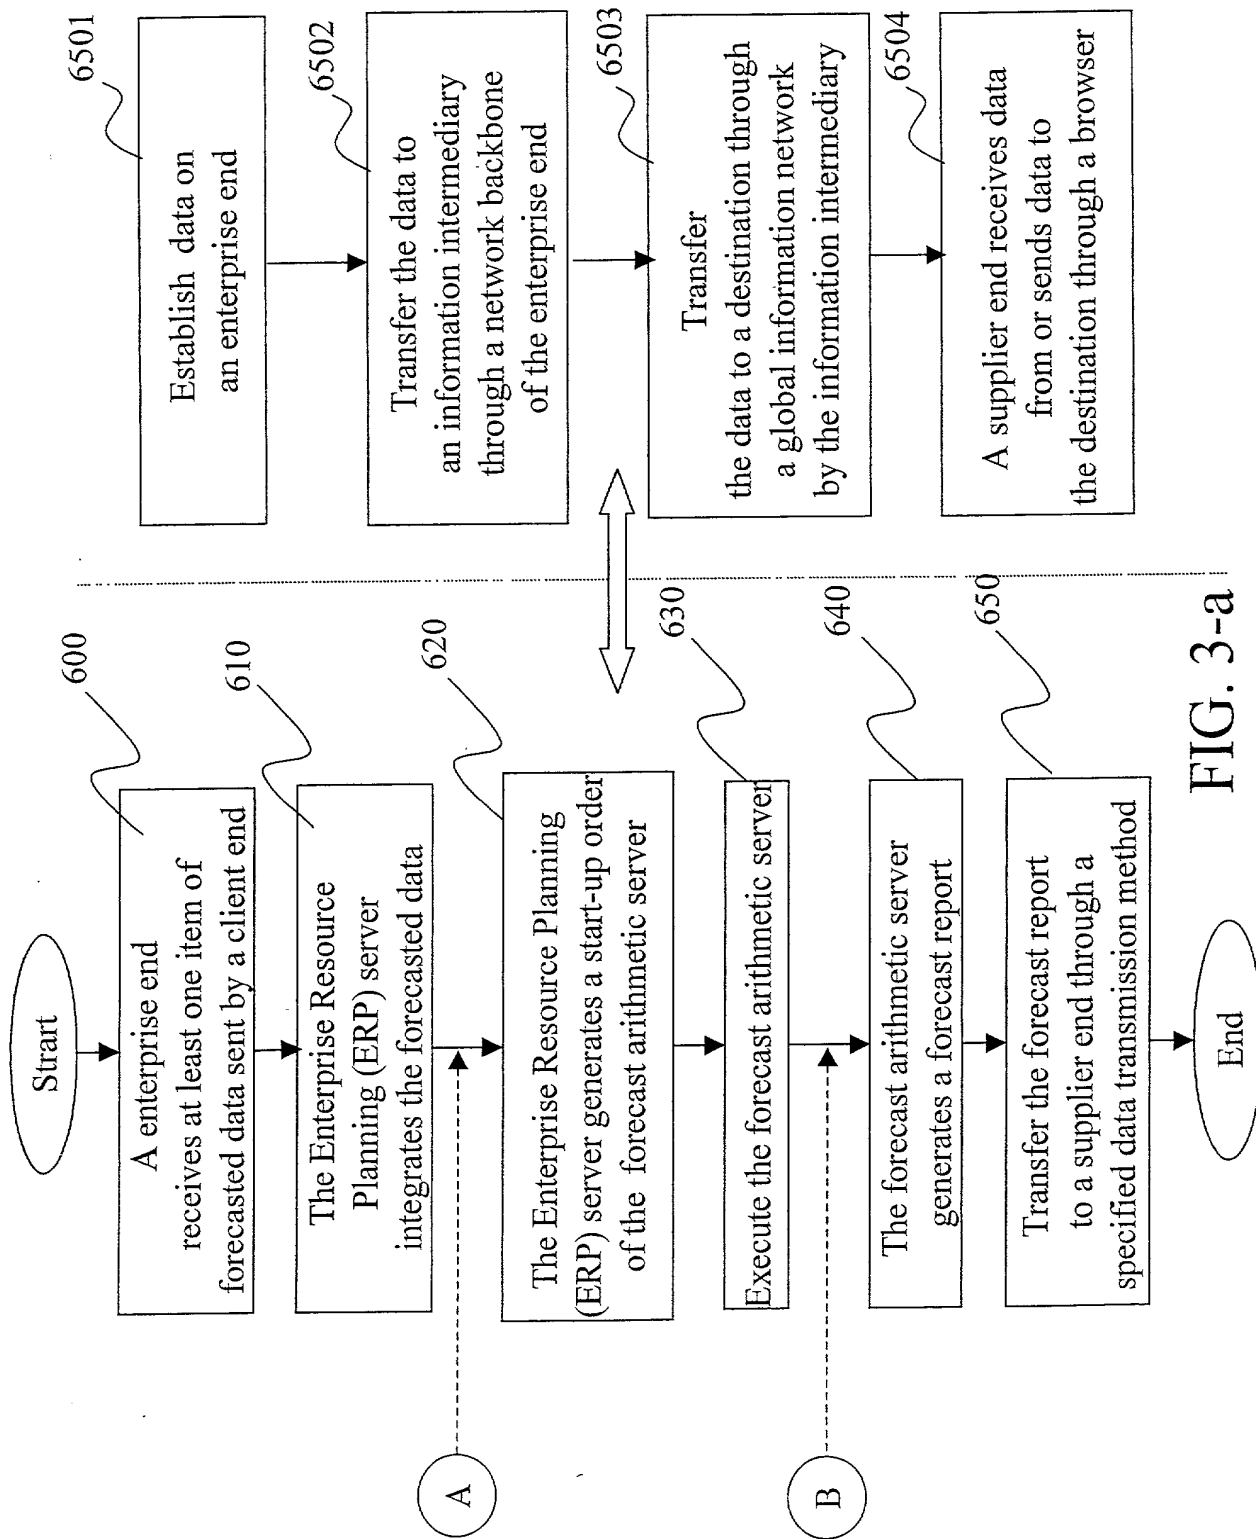 Strart
600
A enterprise end
receives at least one item of
forecasted data sent by a client end
610
The Enterprise Resource
Planning (ERP) server
integrates the forecasted data
A
620
The Enterprise Resource Planning
(ERP) server generates a start-up order
of the forecast arithmetic server
630
Execute the forecast arithmetic server
B
640
The forecast arithmetic server
generates a forecast report
650
Transfer the forecast report
to a supplier end through a
specified data transmission method
End
6501
Establish data on
an enterprise end
6502
Transfer the data to
an information intermediary
through a network backbone
of the enterprise end
6503
Transfer
the data to a destination through
a global information network
by the information intermediary
6504
A supplier end receives data
from or sends data to
the destination through a browser
FIG. 3-a